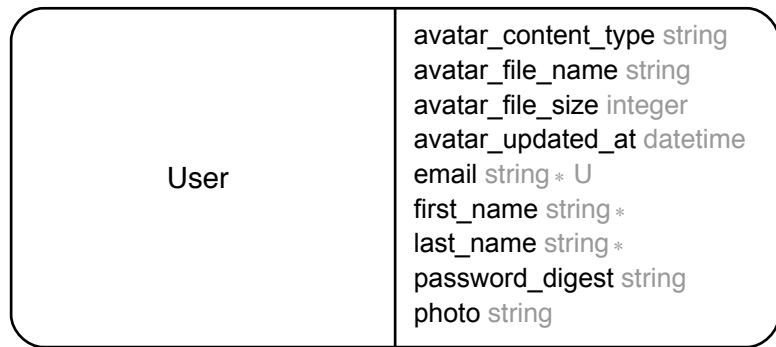 User
avatar_content_type string
avatar_file_name string
avatar_file_size integer
avatar_updated_at datetime
email string * U
first_name string *
last_name string *
password_digest string
photo string